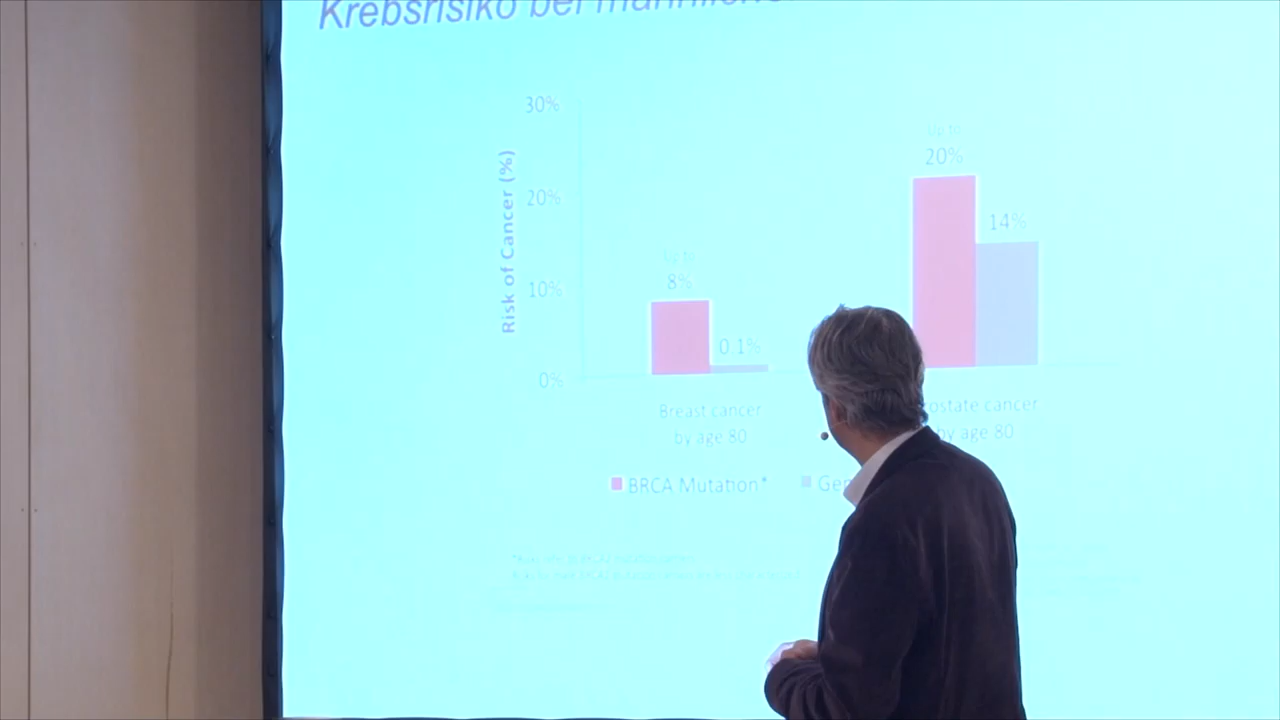 Krebsrisiko bei
30%
Up to
20%
Risk of Cancer (%)
20%
14%
Up to
8%
10%
0.1%
0%
Breast cancer
by age 80
rostate cancer
by age 80
BRCA Mutation*
Gen